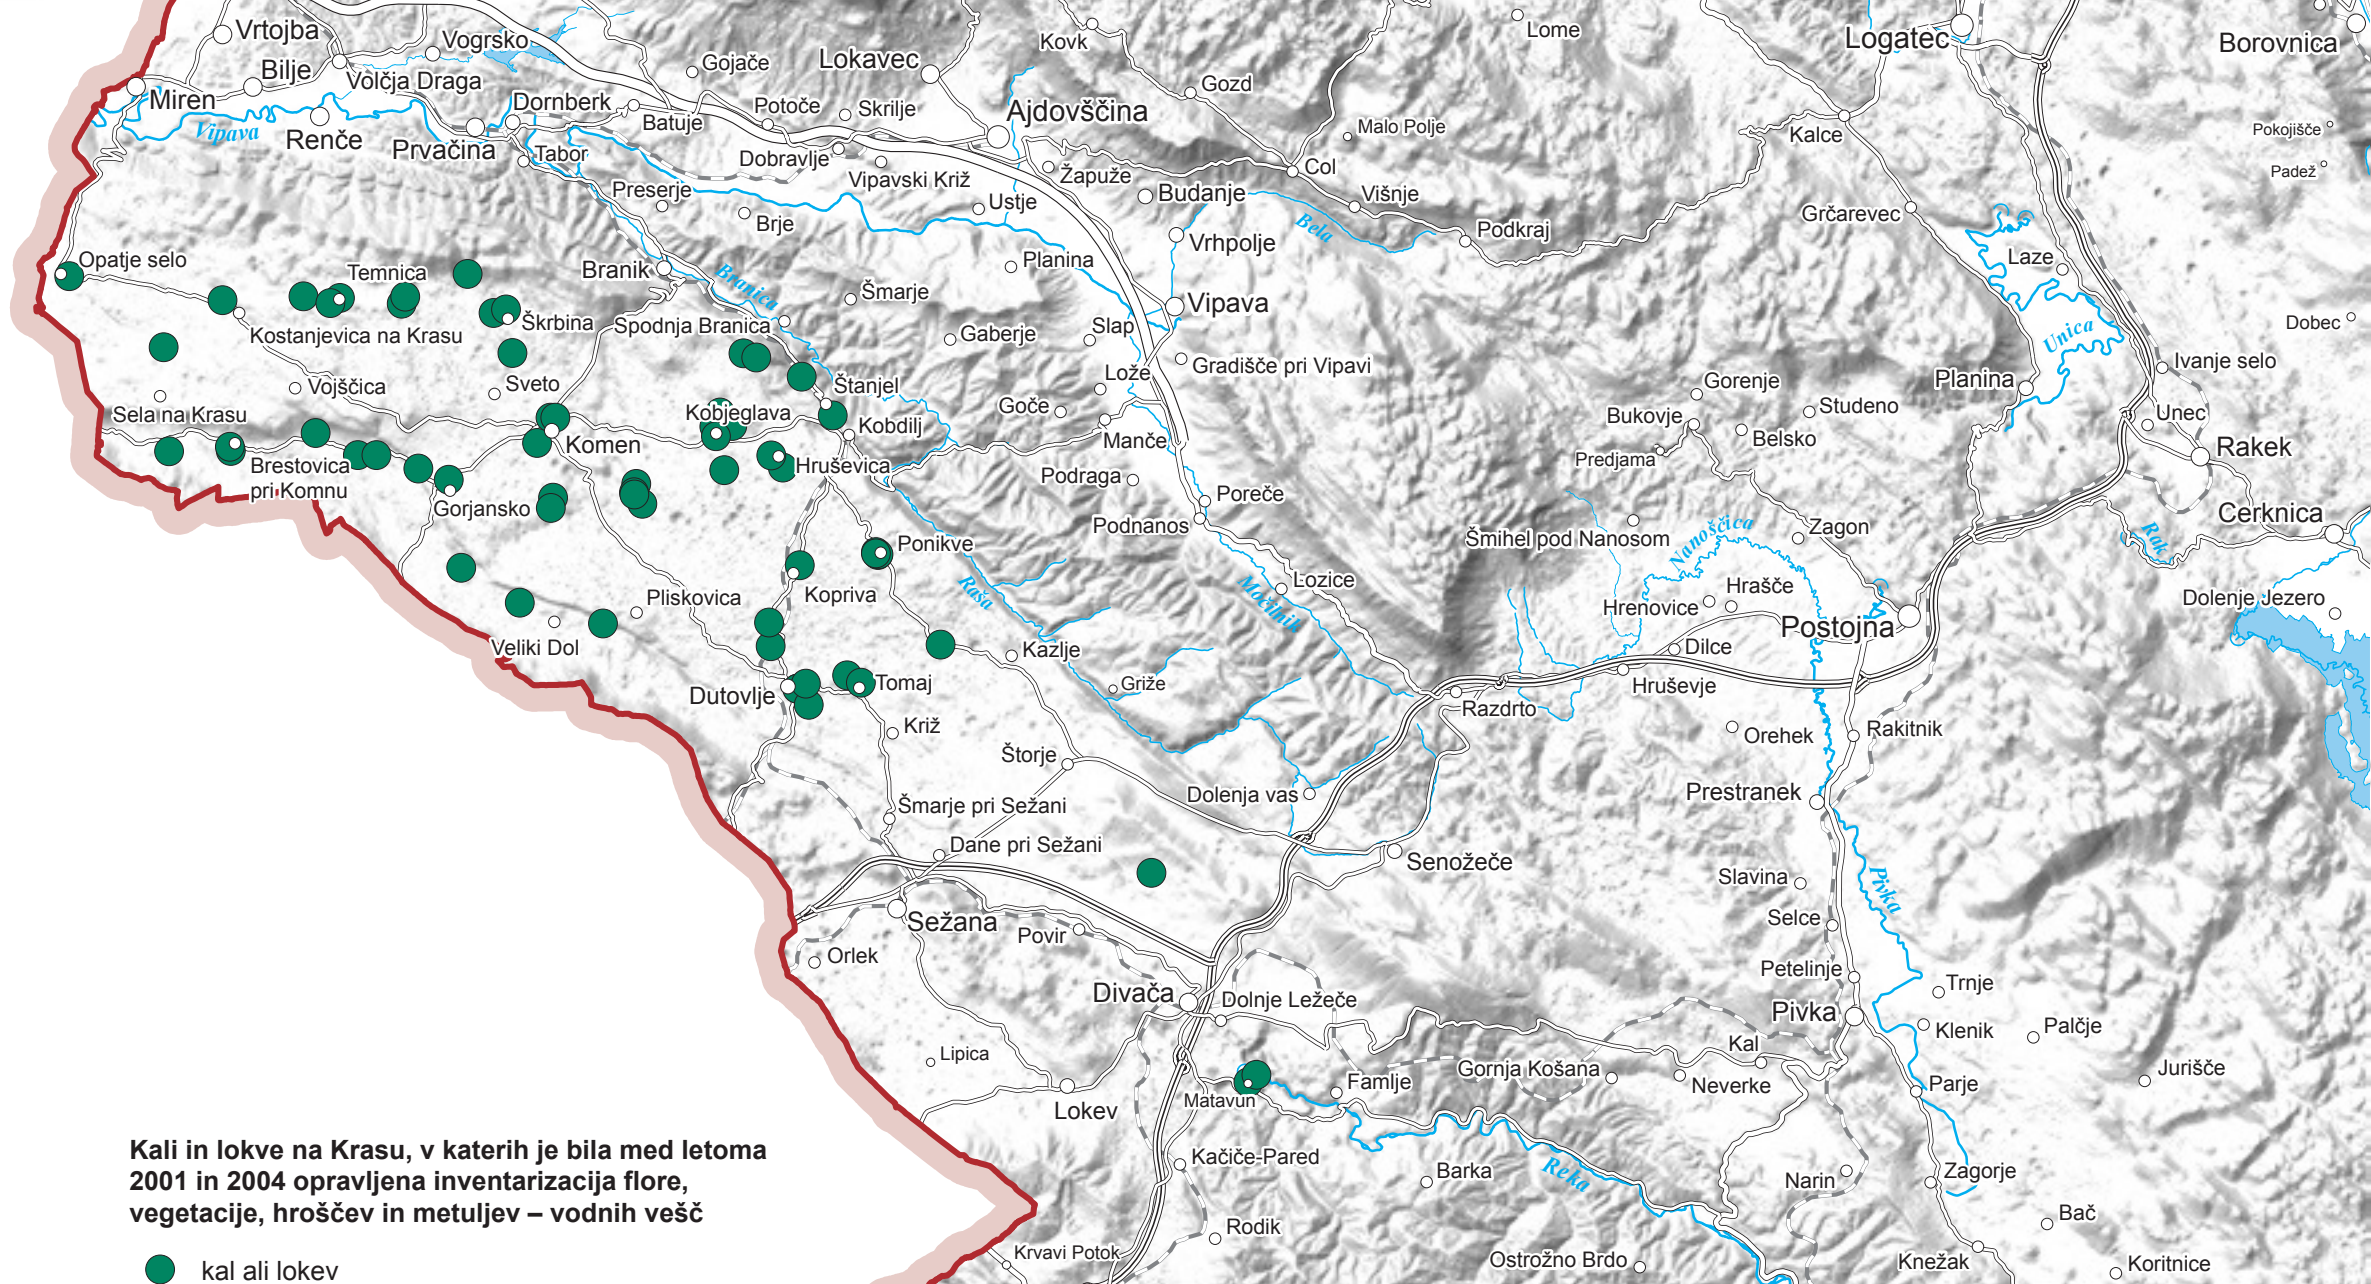 Vrtojba
Vogrsko
Kovk
Lome
Logatec
Borovnica
Bilje
Volčja Draga
Gojače
Lokavec
Gozd
Miren
Dornberk
Potoče
Skrilje
Ajdovščina
Malo Polje
Kalce
Pokojišče
Vipava
Renče
Prvačina
Batuje
Tabor
Dobravlje
Vipavski Križ
Žapuže
Col
Padež
Preserje
Brje
Ustje
Budanje
Višnje
Grčarevec
Bela
Podkraj
Vrhpolje
Laze
Opatje selo
Temnica
Branik
Branica
Planina
Šmarje
Vipava
Dobec
Kostanjevica na Krasu
Škrbina
Spodnja Branica
Gaberje
Slap
Unica
Gradišče pri Vipavi
Ivanje selo
Vojščica
Sveto
Štanjel
Lože
Gorenje
Planina
Sela na Krasu
Kobjeglava
Kobdilj
Goče
Manče
Bukovje
Studeno
Unec
Komen
Belsko
Rakek
Brestovica
pri Komnu
Hruševica
Podraga
Predjama
Gorjansko
Poreče
Podnanos
Cerknica
Ponikve
Šmihel pod Nanosom
Nanoščica
Zagon
Rak
Raša
Močilnik
Lozice
Kopriva
Pliskovica
Hrašče
Hrenovice
Dolenje Jezero
Veliki Dol
Kazlje
Postojna
Dilce
Dutovlje
Tomaj
Griže
Hruševje
Razdrto
Križ
Orehek
Rakitnik
Štorje
Prestranek
Dolenja vas
Šmarje pri Sežani
Dane pri Sežani
Senožeče
Slavina
Pivka
Sežana
Selce
Povir
Orlek
Petelinje
Trnje
Divača
Dolnje Ležeče
Pivka
Klenik
Palčje
Lipica
Kal
Gornja Košana
Neverke
Jurišče
Matavun
Famlje
Parje
Lokev
Kali in lokve na Krasu, v katerih je bila med letoma
2001 in 2004 opravljena inventarizacija flore,
vegetacije, hroščev in metuljev – vodnih vešč
Kačiče-Pared
Barka
Reka
Narin
Zagorje
Rodik
Bač
Krvavi Potok
Ostrožno Brdo
Knežak
Koritnice
kal ali lokev